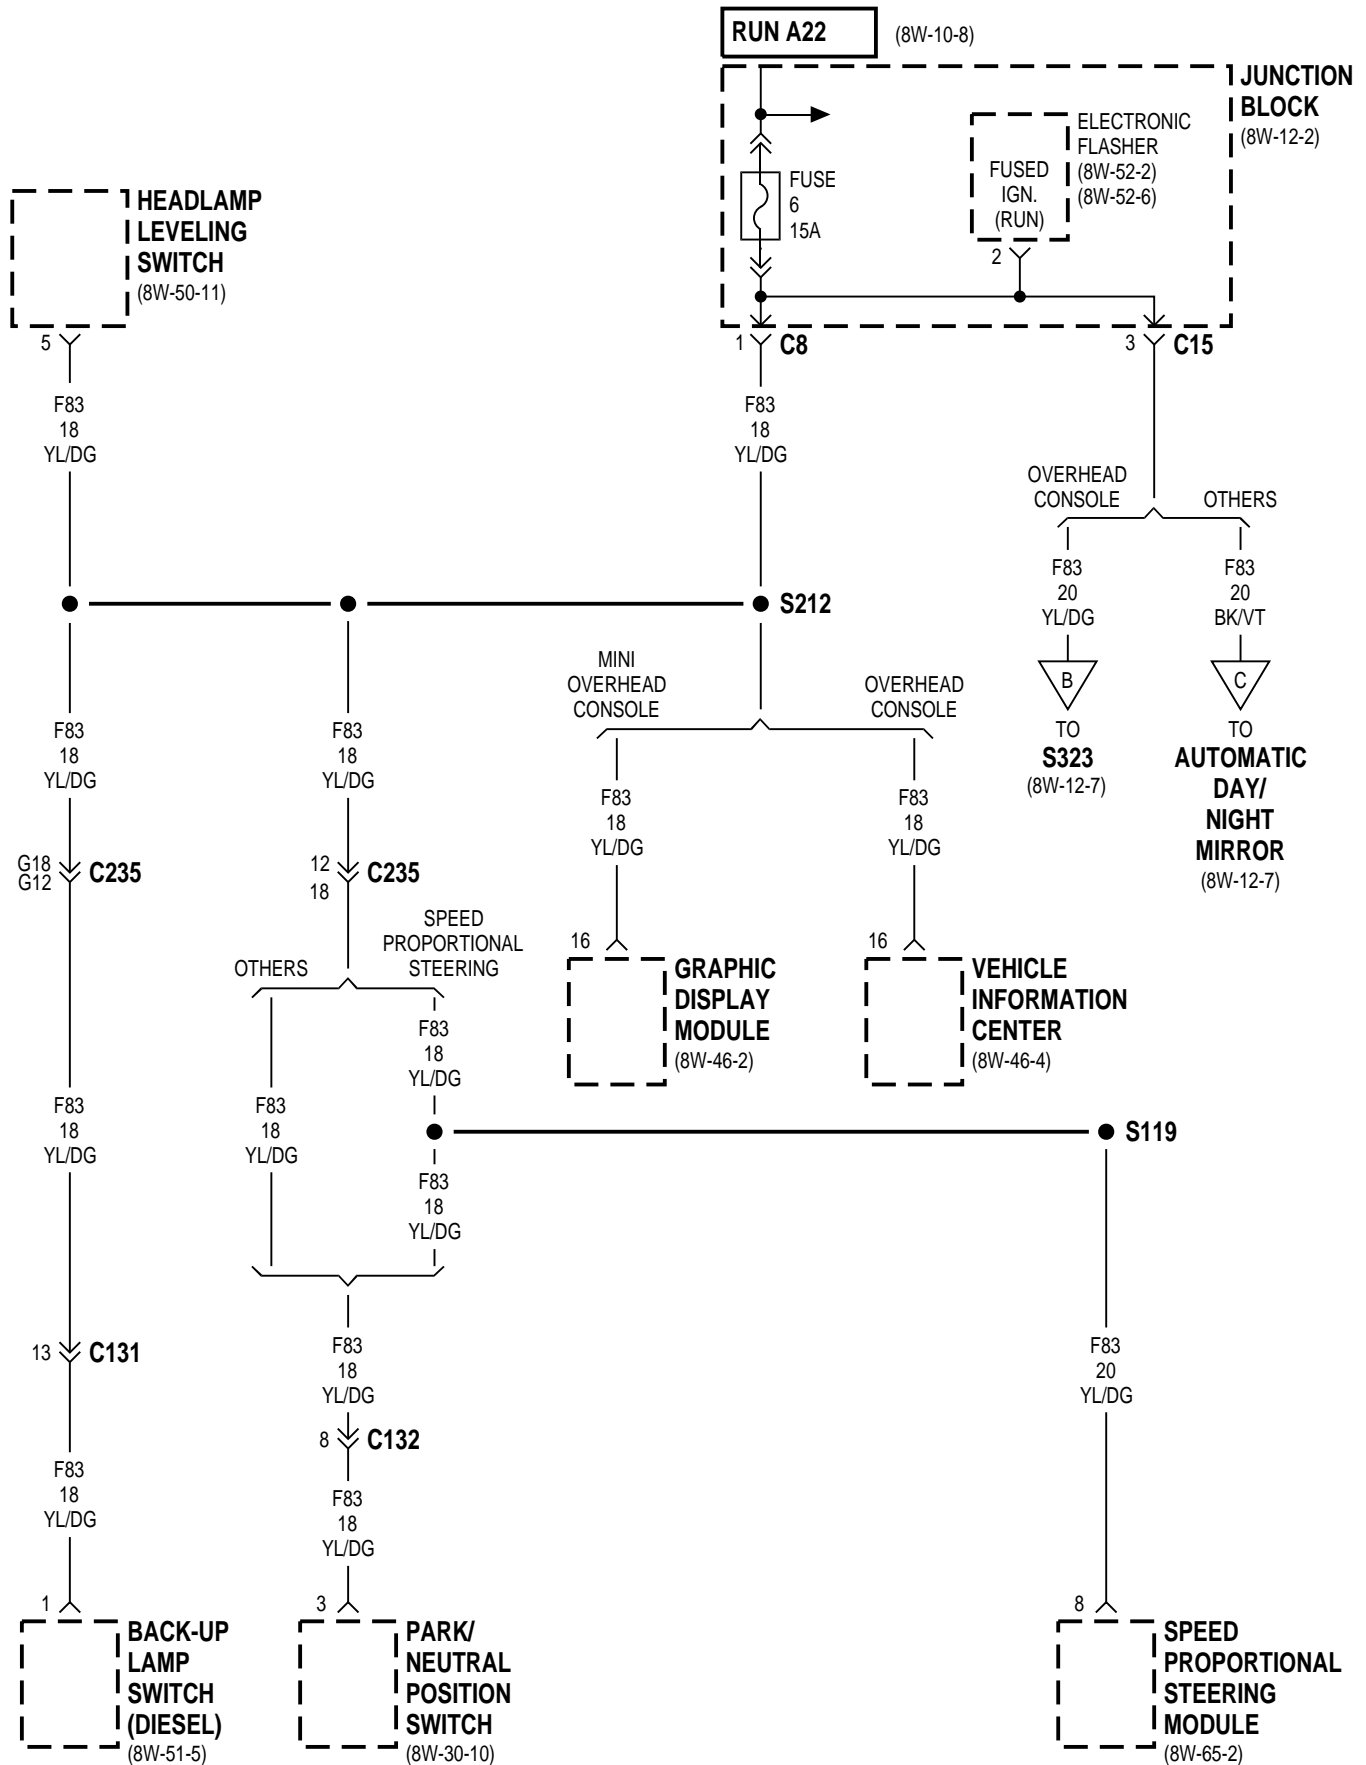 RUN A22
(8W-10-8)
JUNCTION
BLOCK
(8W-12-2)
ELECTRONIC
FLASHER
(8W-52-2)
(8W-52-6)
FUSED
IGN.
(RUN)
2
FUSE
6
15A
HEADLAMP
LEVELING
SWITCH
(8W-50-11)
5
1
C8
3
C15
F83
18
YL/DG
F83
18
YL/DG
OVERHEAD
CONSOLE
OTHERS
F83
20
YL/DG
F83
20
BK/VT
S212
B
C
TO
S323
(8W-12-7)
TO
AUTOMATIC
DAY/
NIGHT
MIRROR
(8W-12-7)
MINI
OVERHEAD
CONSOLE
OVERHEAD
CONSOLE
F83
18
YL/DG
F83
18
YL/DG
F83
18
YL/DG
F83
18
YL/DG
G18
G12
C235
12
18
C235
OTHERS
SPEED
PROPORTIONAL
STEERING
16
GRAPHIC
DISPLAY
MODULE
(8W-46-2)
16
VEHICLE
INFORMATION
CENTER
(8W-46-4)
F83
18
YL/DG
F83
18
YL/DG
F83
18
YL/DG
S119
F83
18
YL/DG
13
C131
F83
18
YL/DG
F83
20
YL/DG
8
C132
F83
18
YL/DG
F83
18
YL/DG
1
BACK-UP
LAMP
SWITCH
(DIESEL)
(8W-51-5)
3
PARK/
NEUTRAL
POSITION
SWITCH
(8W-30-10)
8
SPEED
PROPORTIONAL
STEERING
MODULE
(8W-65-2)